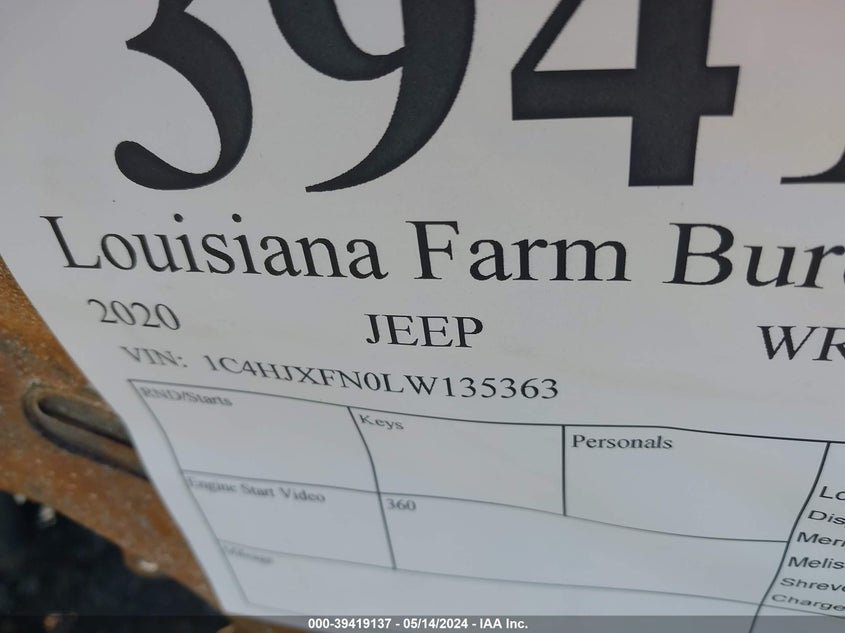 394
Louisiana Farm Bur
2020 JEEP WR
VIN: 1C4HJXFN0LW135363
RND/Starts Keys Personals
Engine Start Video 360
Lo
Dis
Mileage
Merr
Melis
Shreve
Charge
000-39419137 - 05/14/2024 - IAA Inc.